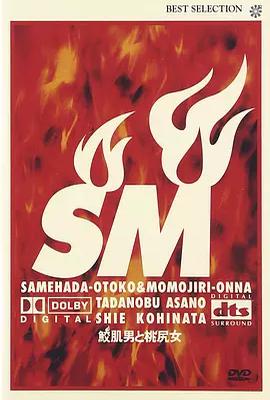 BEST SELECTION
SM
SAMEHADA-OTOKO&MOMOJIRI-ONNA
DOLBY
DIGITAL
TADANOBU ASANO
SHIE KOHINATA
DIGITAL
dts
SURROUND
鮫肌男と桃尻女
DVD